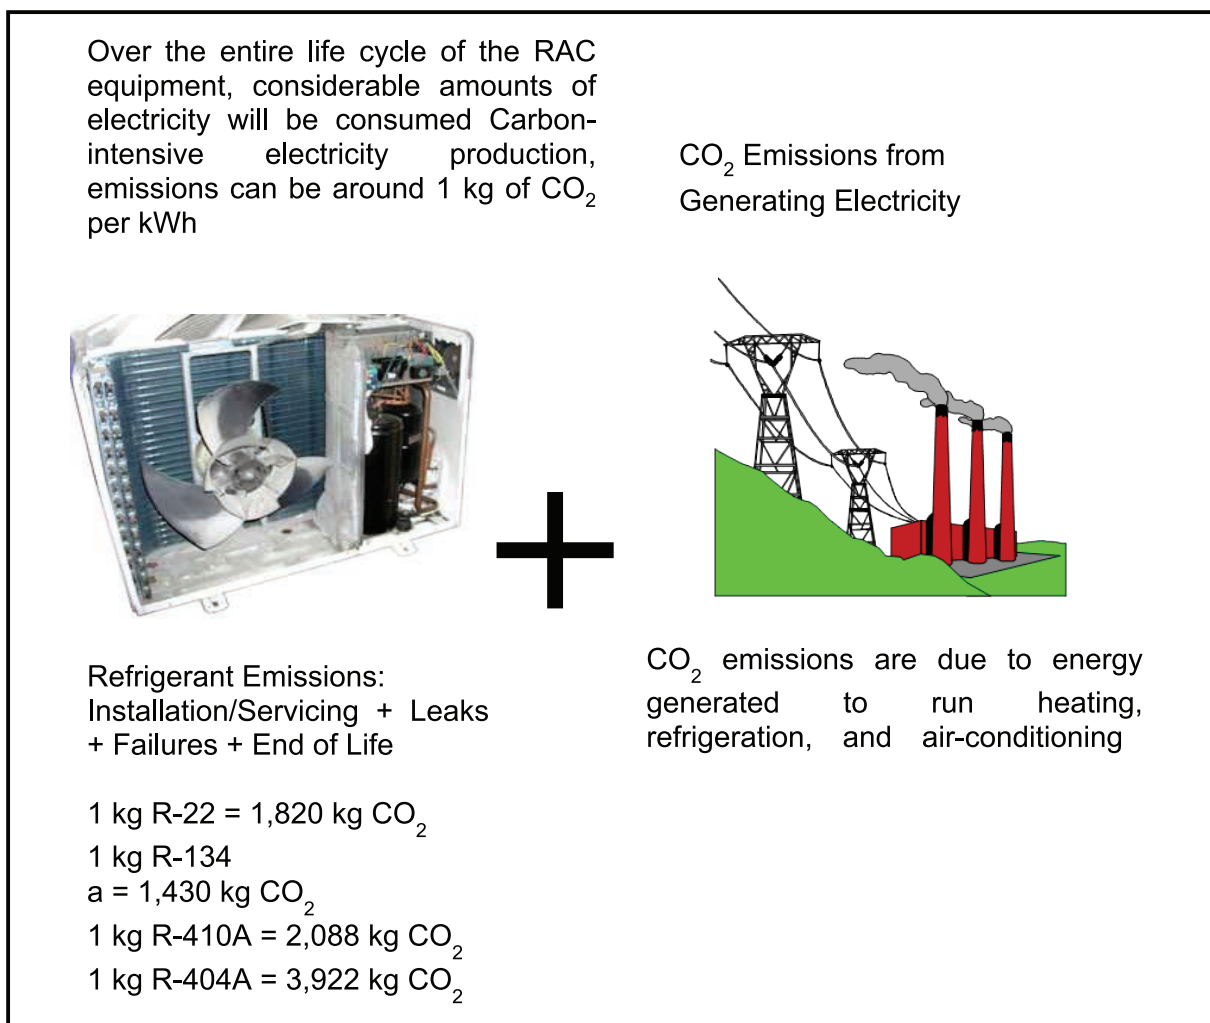 Over the entire life cycle of the RAC
equipment, considerable amounts of
electricity will be consumed Carbon-
intensive electricity production,
emissions can be around 1 kg of CO₂
per kWh
CO₂ Emissions from
Generating Electricity
Refrigerant Emissions:
Installation/Servicing + Leaks
+ Failures + End of Life
1 kg R-22 = 1,820 kg CO₂
1 kg R-134
a = 1,430 kg CO₂
1 kg R-410A = 2,088 kg CO₂
1 kg R-404A = 3,922 kg CO₂
CO₂ emissions are due to energy
generated to run heating,
refrigeration, and air-conditioning